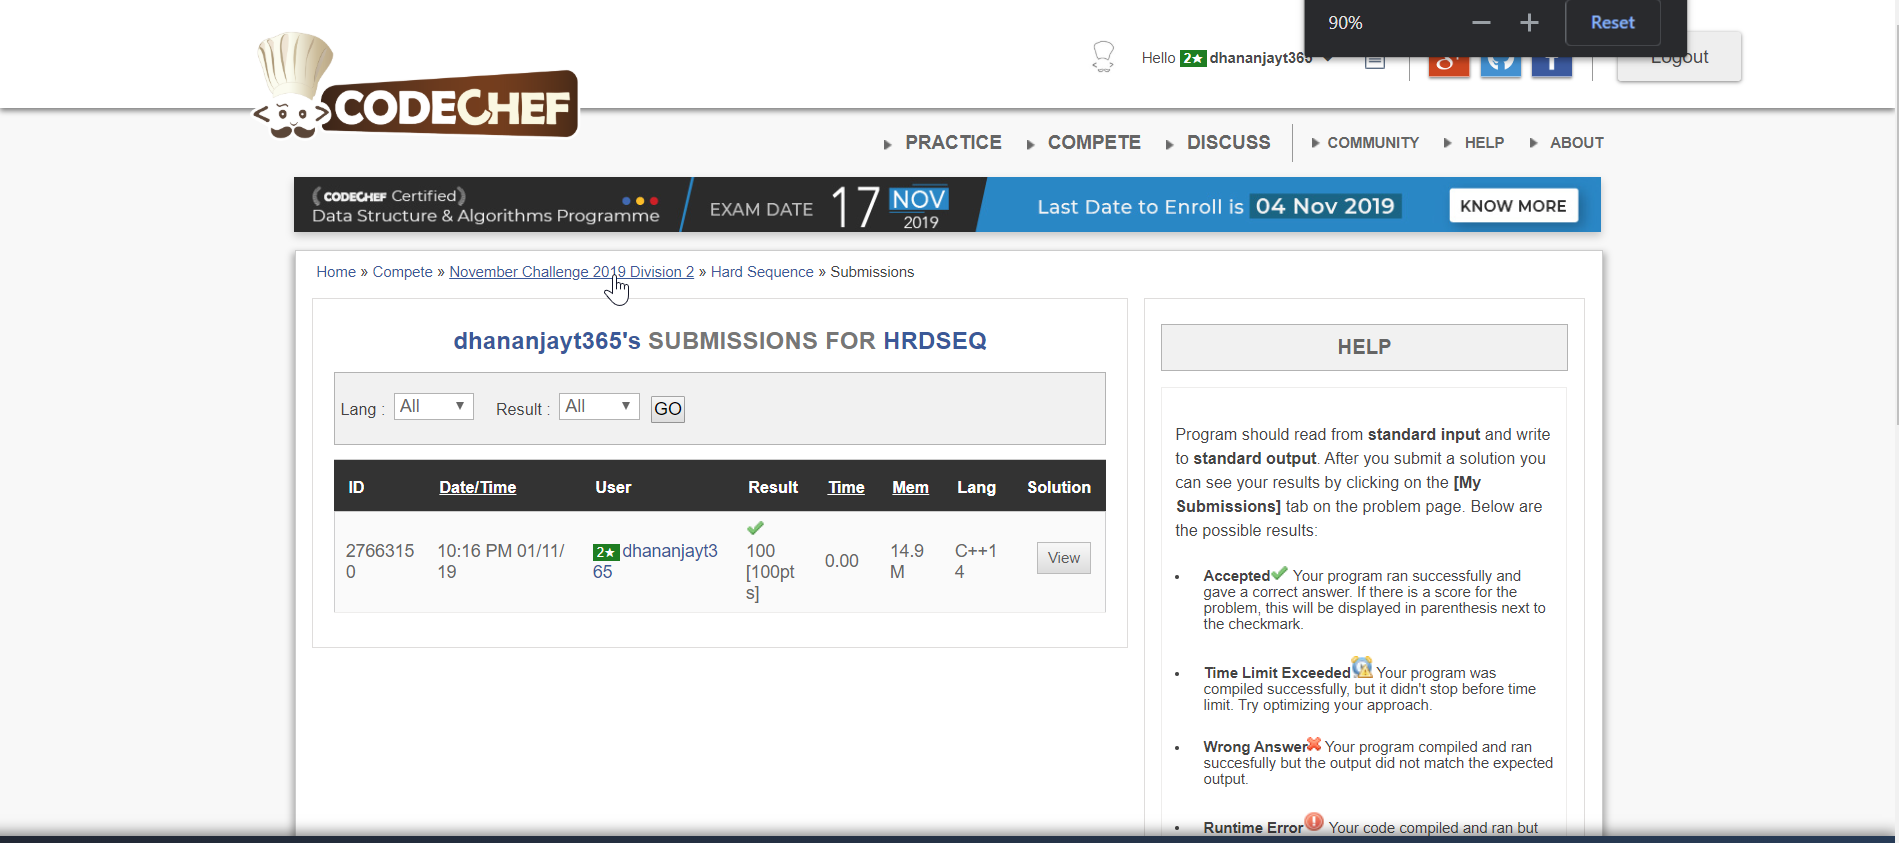 90%
Reset
Hello 2★ dhananjayt365
Logout
CODECHEF
PRACTICE COMPETE DISCUSS COMMUNITY HELP ABOUT
(CODECHEF Certified)
Data Structure & Algorithms Programme
EXAM DATE 17 NOV 2019
Last Date to Enroll is 04 Nov 2019
KNOW MORE
Home » Compete » November Challenge 2019 Division 2 » Hard Sequence » Submissions
dhananjayt365's SUBMISSIONS FOR HRDSEQ
Lang : All Result : All GO
ID Date/Time User Result Time Mem Lang Solution
2766315
0
10:16 PM 01/11/
19
2★ dhananjayt3
65
100
[100pt
s]
0.00
14.9
M
C++1
4
View
HELP
Program should read from standard input and write
to standard output. After you submit a solution you
can see your results by clicking on the [My
Submissions] tab on the problem page. Below are
the possible results:
• Accepted Your program ran successfully and
gave a correct answer. If there is a score for the
problem, this will be displayed in parenthesis next to
the checkmark.
• Time Limit Exceeded Your program was
compiled successfully, but it didn't stop before time
limit. Try optimizing your approach.
• Wrong Answer Your program compiled and ran
succesfully but the output did not match the expected
output.
• Runtime Error Your code compiled and ran but